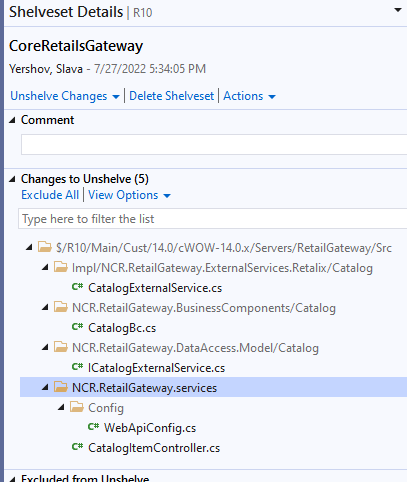 Shelveset Details | R10
CoreRetailsGateway
Yershov, Slava - 7/27/2022 5:34:05 PM
Unshelve Changes | Delete Shelveset | Actions
Comment
Changes to Unshelve (5)
Exclude All | View Options
Type here to filter the list
$/R10/Main/Cust/14.0/cWOW-14.0.x/Servers/RetailGateway/Src
Impl/NCR.RetailGateway.ExternalServices.Retalix/Catalog
C# CatalogExternalService.cs
NCR.RetailGateway.BusinessComponents/Catalog
C# CatalogBc.cs
NCR.RetailGateway.DataAccess.Model/Catalog
C# ICatalogExternalService.cs
NCR.RetailGateway.services
Config
C# WebApiConfig.cs
C# CatalogItemController.cs
Excluded from Unshelve